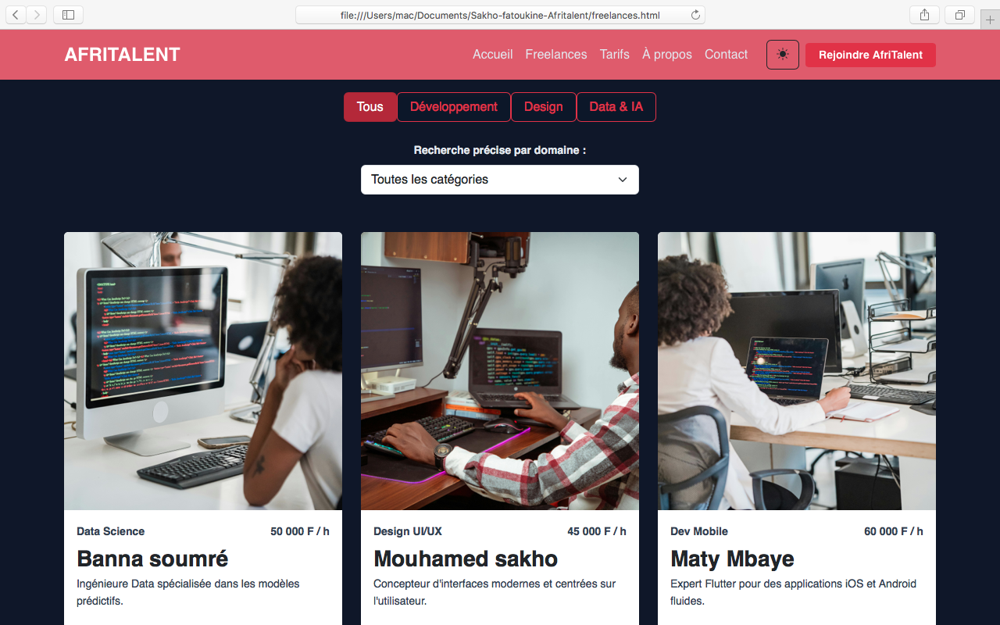 file:///Users/mac/Documents/Sakho-fatoukine-Afritalent/freelances.html
AFRITALENT
Accueil Freelances Tarifs À propos Contact Rejoindre AfriTalent
Tous Développement Design Data & IA
Recherche précise par domaine :
Toutes les catégories
Data Science 50 000 F / h
Banna soumré
Ingénieure Data spécialisée dans les modèles
prédictifs.
Design UI/UX 45 000 F / h
Mouhamed sakho
Concepteur d'interfaces modernes et centrées sur
l'utilisateur.
Dev Mobile 60 000 F / h
Maty Mbaye
Expert Flutter pour des applications iOS et Android
fluides.